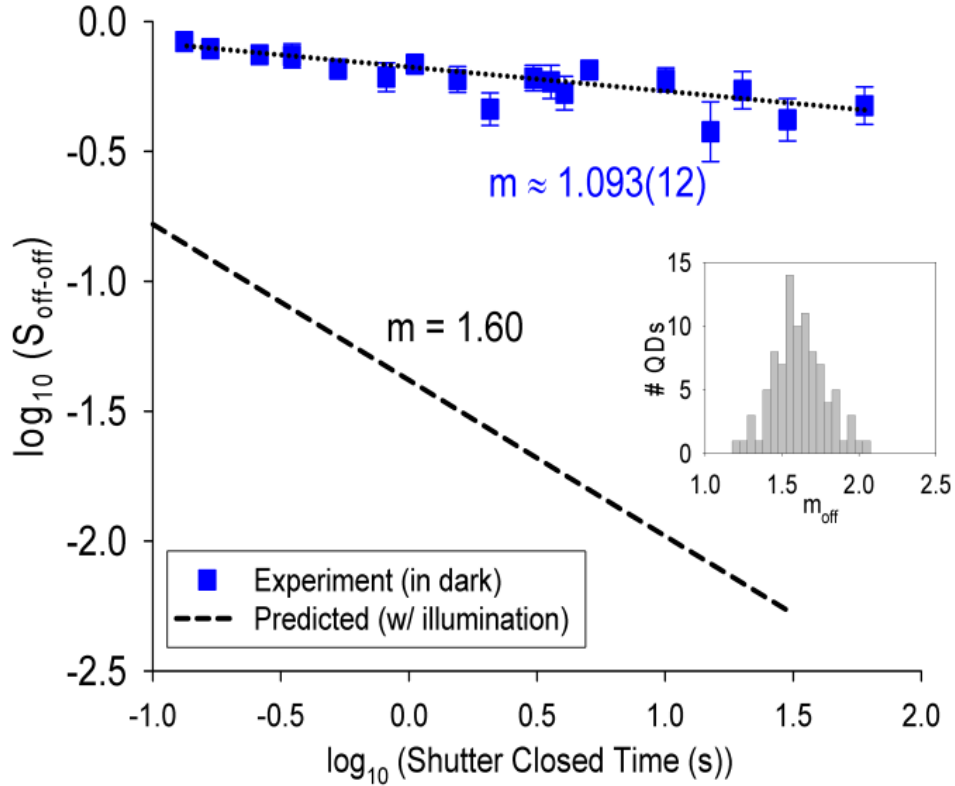 0.0
-0.5
-1.0
-1.5
-2.0
-2.5
log₁₀ (S_off-off)
m ≈ 1.093(12)
m = 1.60
15
10
5
0
# QDs
1.0 1.5 2.0 2.5
m_off
Experiment (in dark)
Predicted (w/ illumination)
-1.0 -0.5 0.0 0.5 1.0 1.5 2.0
log₁₀ (Shutter Closed Time (s))